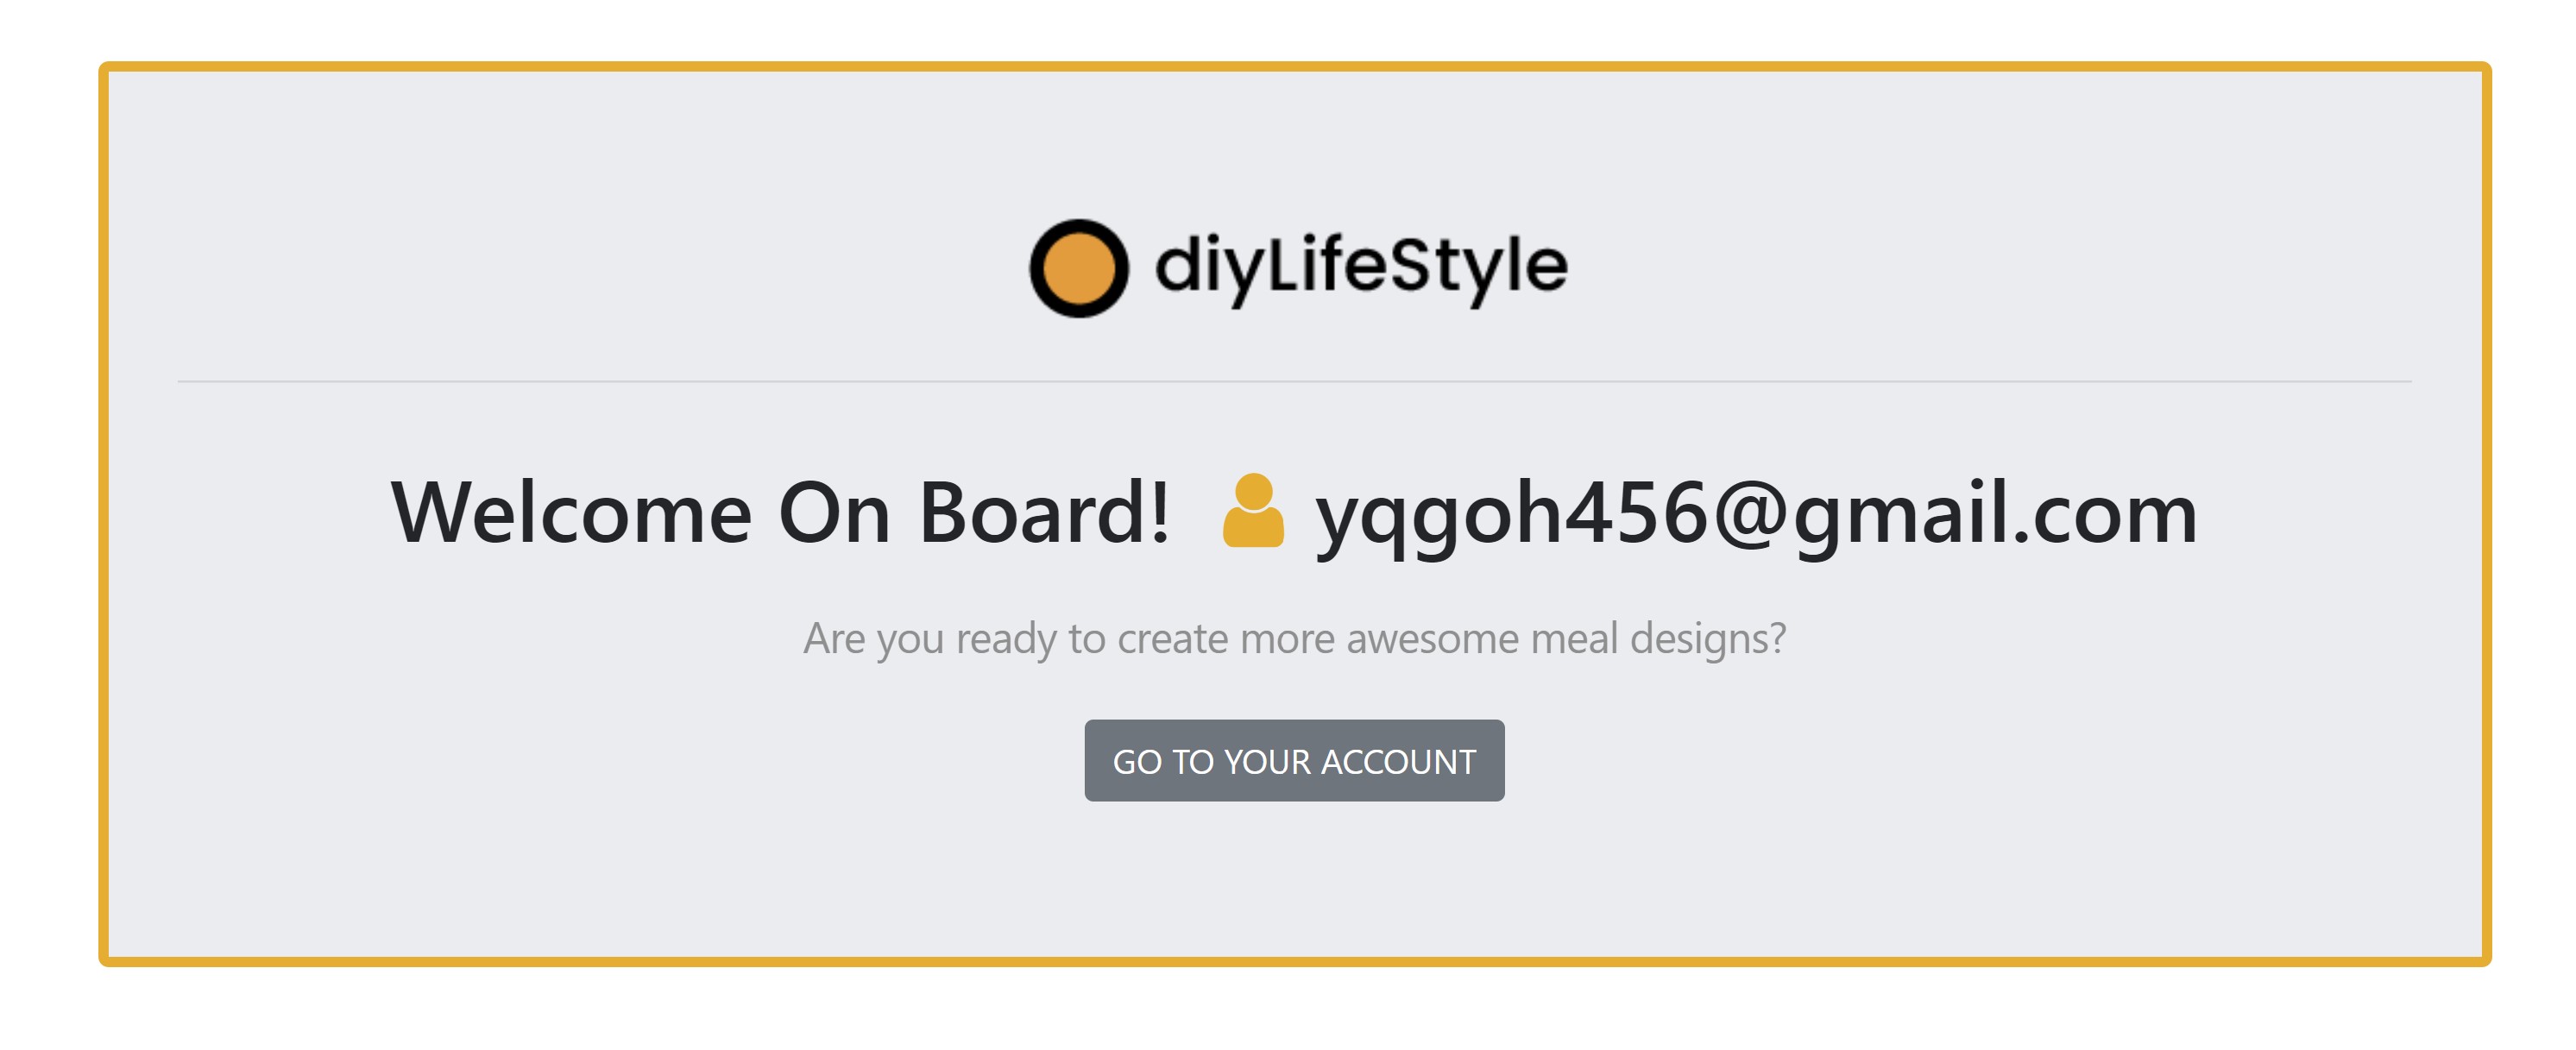 diyLifeStyle
Welcome On Board! yqgoh456@gmail.com
Are you ready to create more awesome meal designs?
GO TO YOUR ACCOUNT